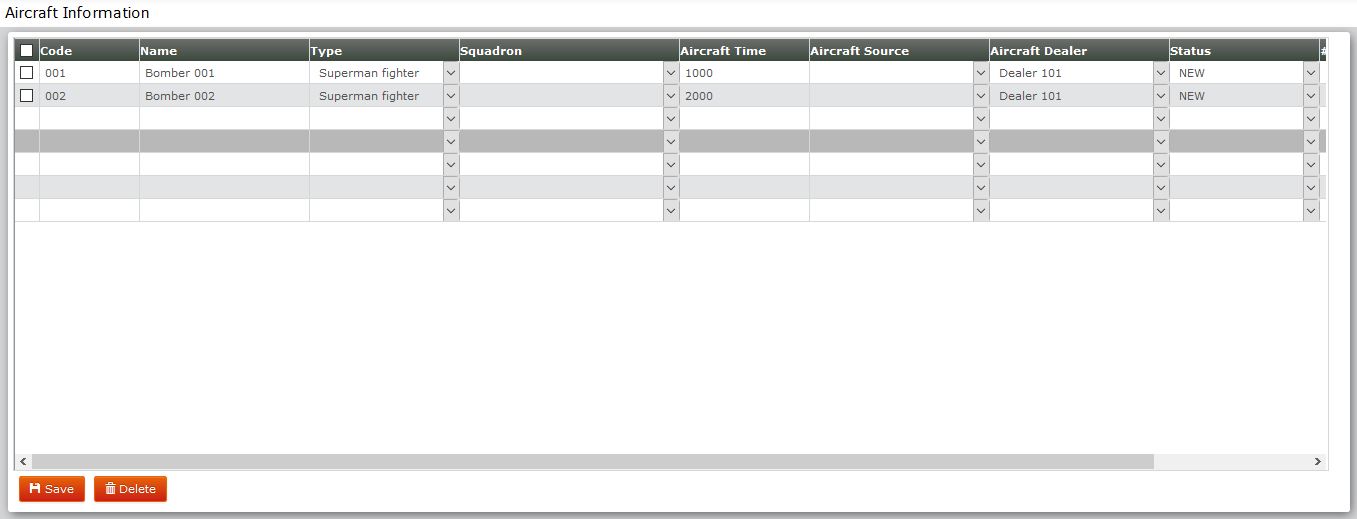 Aircraft Information
Code Name Type Squadron Aircraft Time Aircraft Source Aircraft Dealer Status #
001 Bomber 001 Superman fighter 1000 Dealer 101 NEW
002 Bomber 002 Superman fighter 2000 Dealer 101 NEW
Save Delete